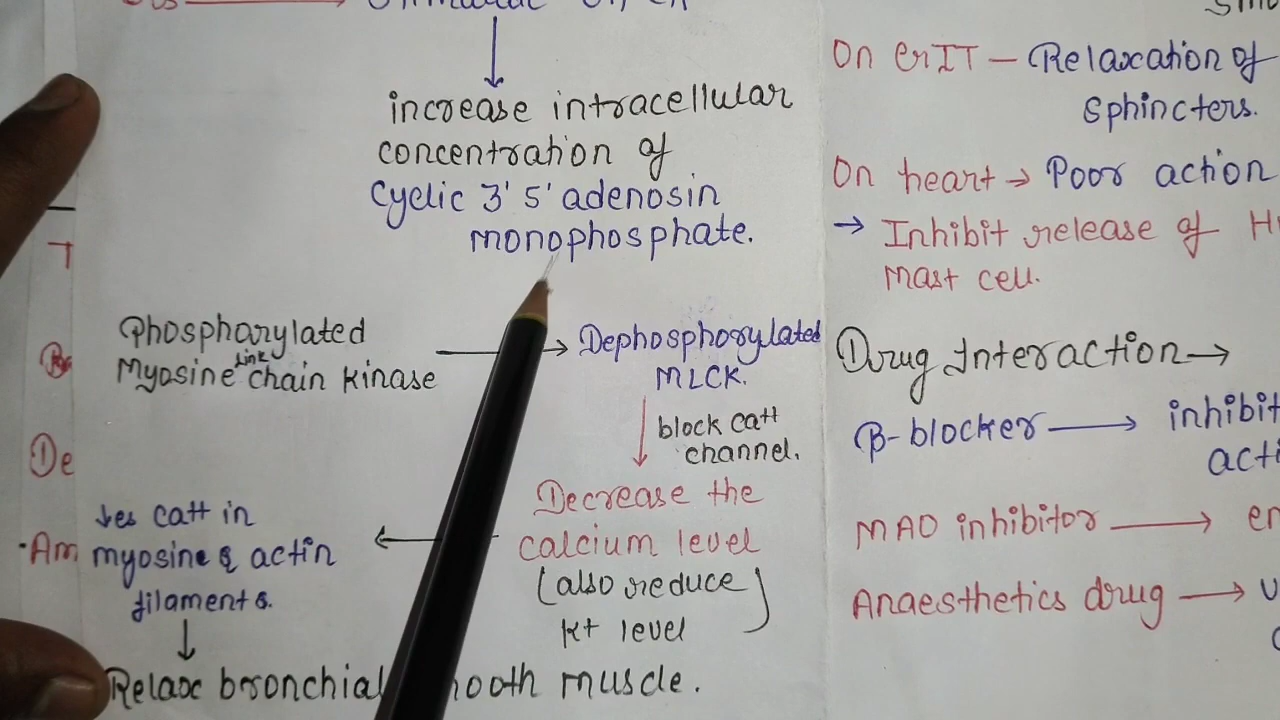 increase intracellular
concentration of
Cyclic 3' 5' adenosin
monophosphate.
Phosphorylated
Myosine Link chain kinase
Dephosphorylated
MLCK.
block ca++
channel.
Decrease the
calcium level
(also reduce
K+ level)
↓es ca++ in
myosine & actin
filaments.
Relax bronchial
muscle.
On GIT — Relaxation of
Sphincters.
On heart → Poor action
→ Inhibit release of
Mast cell.
Drug Interaction →
β-blocker → inhibit
MAO inhibitor →
Anaesthetics drug →